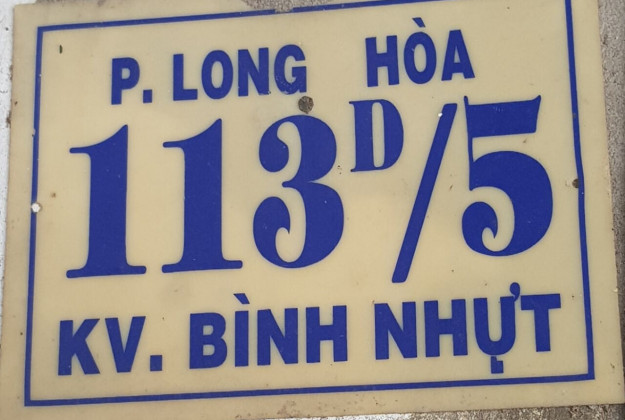 P. LONG HÒA
113D/5
KV. BÌNH NHỰT